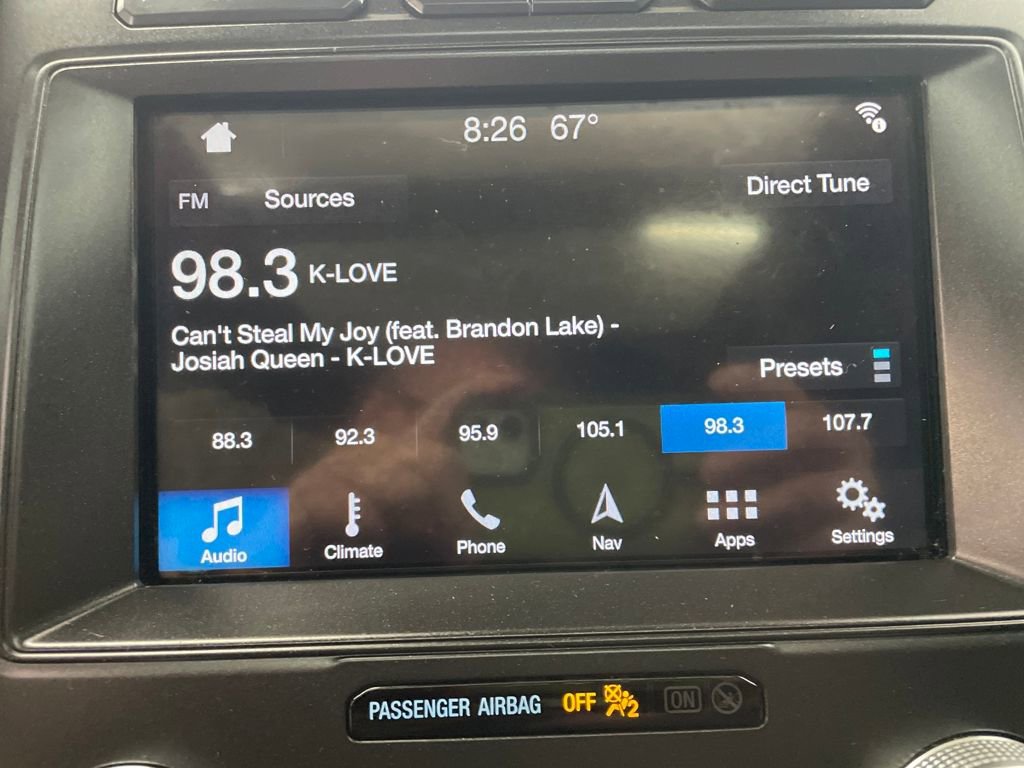 8:26 67°
FM Sources Direct Tune
98.3 K-LOVE
Can't Steal My Joy (feat. Brandon Lake) -
Josiah Queen - K-LOVE
Presets
88.3 92.3 95.9 105.1 98.3 107.7
Audio Climate Phone Nav Apps Settings
PASSENGER AIRBAG OFF 2 ON